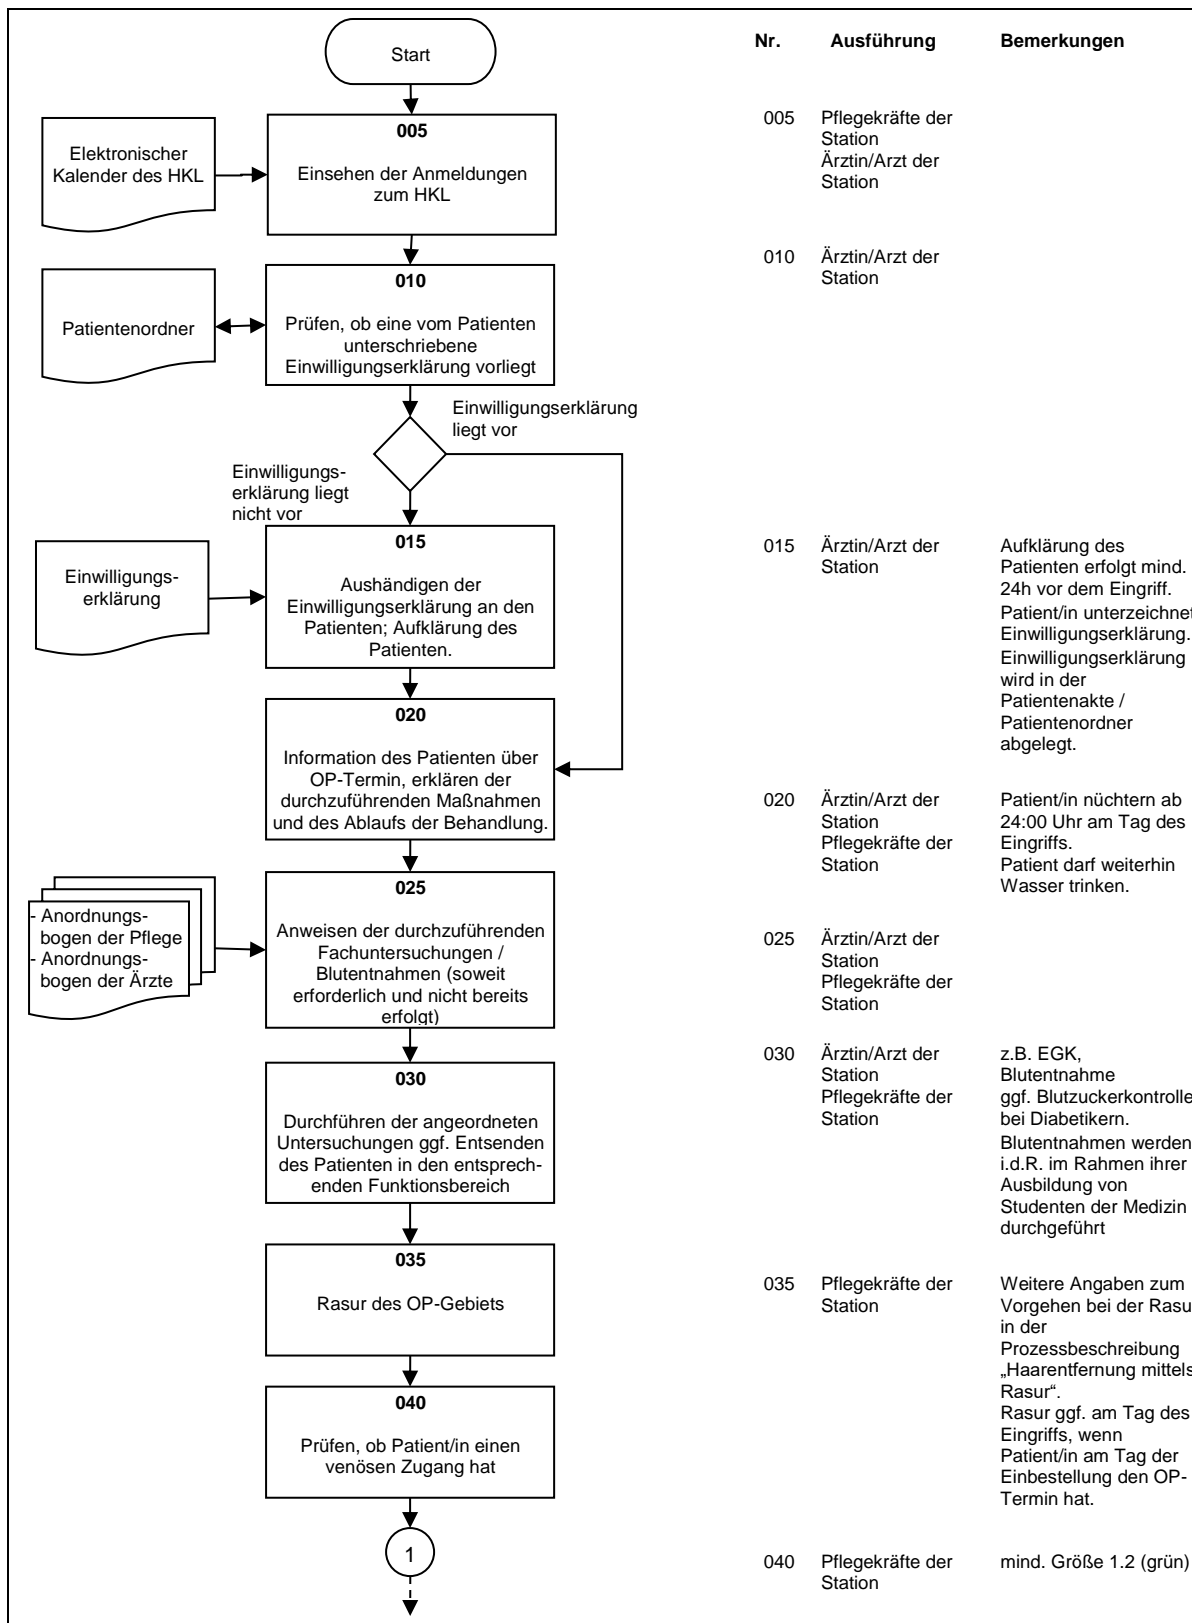 Start
Nr. Ausführung Bemerkungen
005
Elektronischer
Kalender des HKL
Einsehen der Anmeldungen
zum HKL
005 Pflegekräfte der
Station
Ärztin/Arzt der
Station
010
Patientenordner
Prüfen, ob eine vom Patienten
unterschriebene
Einwilligungserklärung vorliegt
010 Ärztin/Arzt der
Station
Einwilligungserklärung
liegt vor
Einwilligungs-
erklärung liegt
nicht vor
015
Einwilligungs-
erklärung
Aushändigen der
Einwilligungserklärung an den
Patienten; Aufklärung des
Patienten.
015 Ärztin/Arzt der
Station
Aufklärung des
Patienten erfolgt mind.
24h vor dem Eingriff.
Patient/in unterzeichnet
Einwilligungserklärung.
Einwilligungserklärung
wird in der
Patientenakte /
Patientenordner
abgelegt.
020
Information des Patienten über
OP-Termin, erklären der
durchzuführenden Maßnahmen
und des Ablaufs der Behandlung.
020 Ärztin/Arzt der
Station
Pflegekräfte der
Station
Patient/in nüchtern ab
24:00 Uhr am Tag des
Eingriffs.
Patient darf weiterhin
Wasser trinken.
025
- Anordnungs-
bogen der Pflege
- Anordnungs-
bogen der Ärzte
Anweisen der durchzuführenden
Fachuntersuchungen /
Blutentnahmen (soweit
erforderlich und nicht bereits
erfolgt)
025 Ärztin/Arzt der
Station
Pflegekräfte der
Station
030
Durchführen der angeordneten
Untersuchungen ggf. Entsenden
des Patienten in den entsprech-
enden Funktionsbereich
030 Ärztin/Arzt der
Station
Pflegekräfte der
Station
z.B. EGK,
Blutentnahme
ggf. Blutzuckerkontrolle
bei Diabetikern.
Blutentnahmen werden
i.d.R. im Rahmen ihrer
Ausbildung von
Studenten der Medizin
durchgeführt
035
Rasur des OP-Gebiets
035 Pflegekräfte der
Station
Weitere Angaben zum
Vorgehen bei der Rasu
in der
Prozessbeschreibung
„Haarentfernung mittels
Rasur“.
Rasur ggf. am Tag des
Eingriffs, wenn
Patient/in am Tag der
Einbestellung den OP-
Termin hat.
040
Prüfen, ob Patient/in einen
venösen Zugang hat
1
040 Pflegekräfte der
Station
mind. Größe 1.2 (grün)